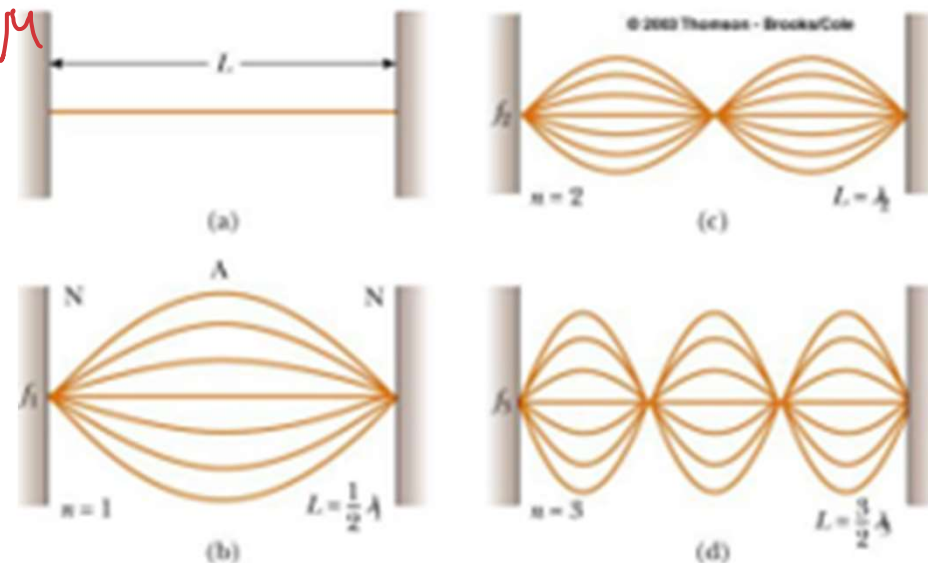 M
L
(a)
© 2003 Thomson - Brooks/Cole
f₂
n = 2
L = λ₂
(c)
A
N
N
f₁
n = 1
L = 1/2 λ₁
(b)
f₃
n = 3
L = 3/2 λ₃
(d)